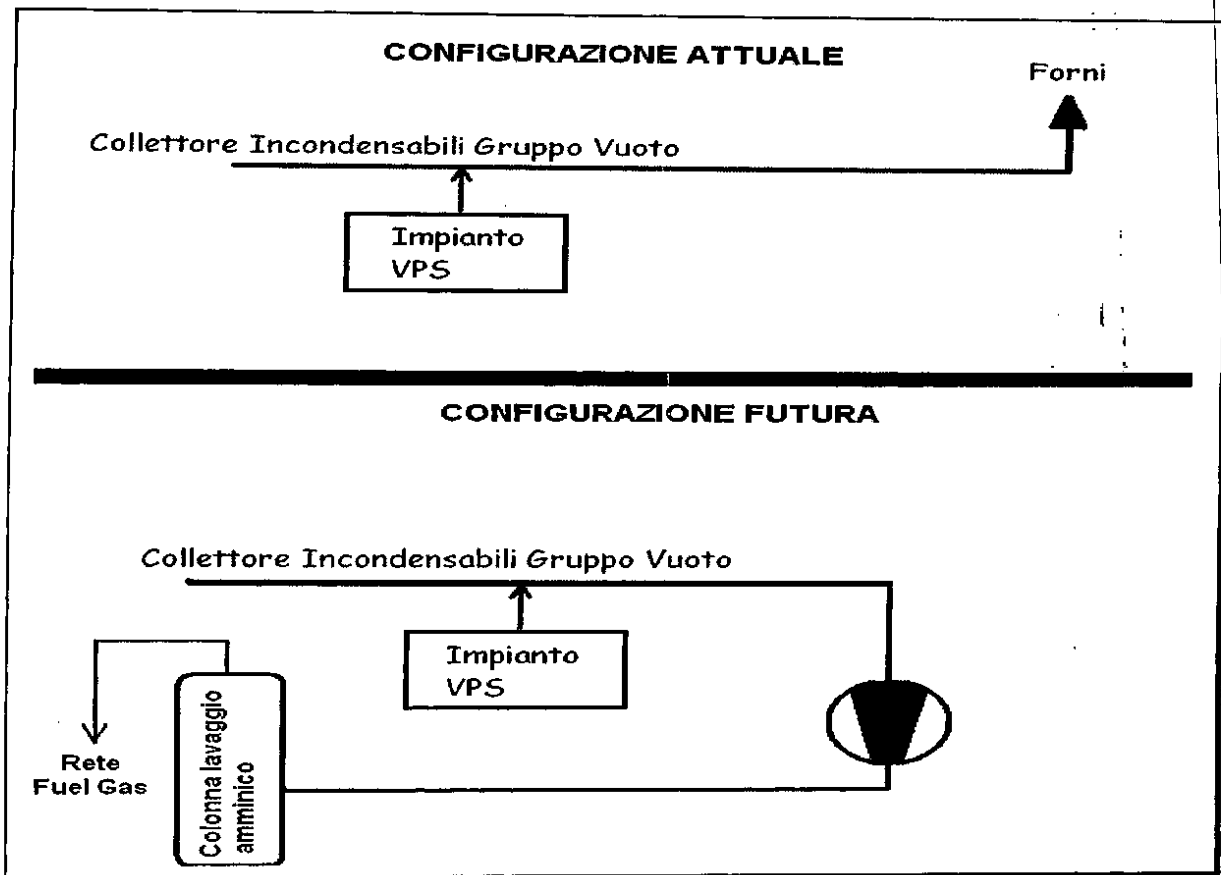 CONFIGURAZIONE ATTUALE
Forni
Collettore Incondensabili Gruppo Vuoto
Impianto
VPS
CONFIGURAZIONE FUTURA
Collettore Incondensabili Gruppo Vuoto
Impianto
VPS
Rete
Fuel Gas
Colonna lavaggio
amminico